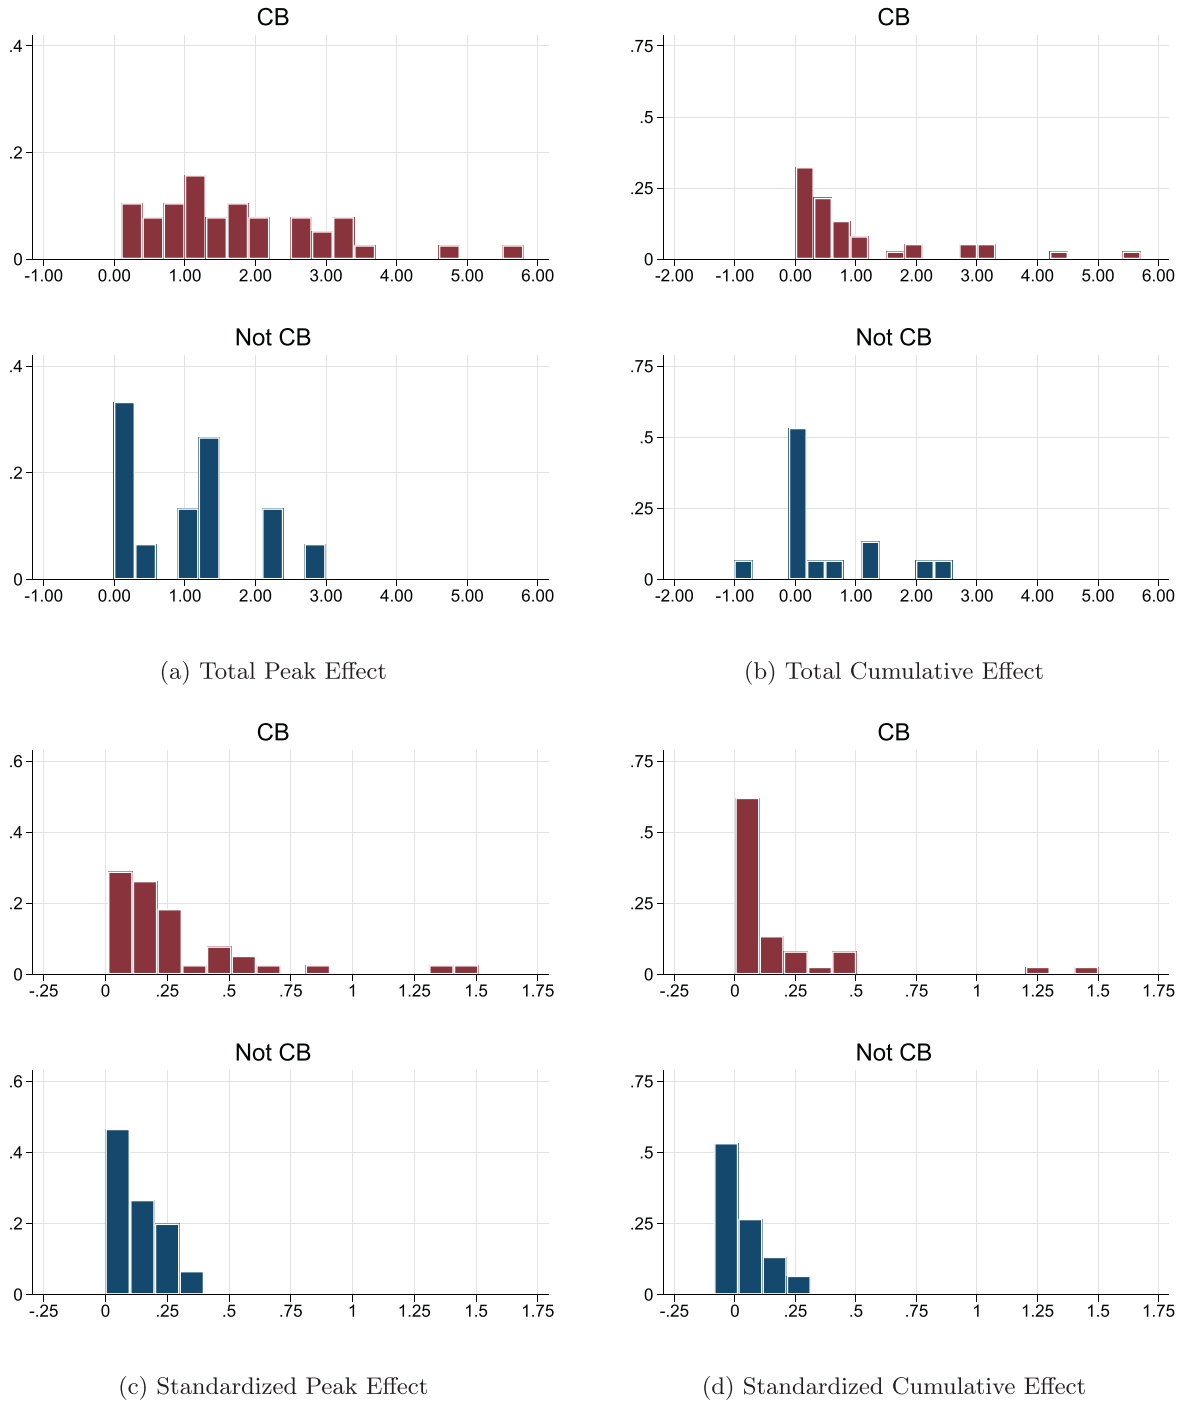 CB
.4
.2
0
-1.00 0.00 1.00 2.00 3.00 4.00 5.00 6.00
Not CB
.4
.2
0
-1.00 0.00 1.00 2.00 3.00 4.00 5.00 6.00
(a) Total Peak Effect
CB
.75
.5
.25
0
-2.00 -1.00 0.00 1.00 2.00 3.00 4.00 5.00 6.00
Not CB
.75
.5
.25
0
-2.00 -1.00 0.00 1.00 2.00 3.00 4.00 5.00 6.00
(b) Total Cumulative Effect
CB
.6
.4
.2
0
-.25 0 .25 .5 .75 1 1.25 1.5 1.75
Not CB
.6
.4
.2
0
-.25 0 .25 .5 .75 1 1.25 1.5 1.75
(c) Standardized Peak Effect
CB
.75
.5
.25
0
-.25 0 .25 .5 .75 1 1.25 1.5 1.75
Not CB
.75
.5
.25
0
-.25 0 .25 .5 .75 1 1.25 1.5 1.75
(d) Standardized Cumulative Effect